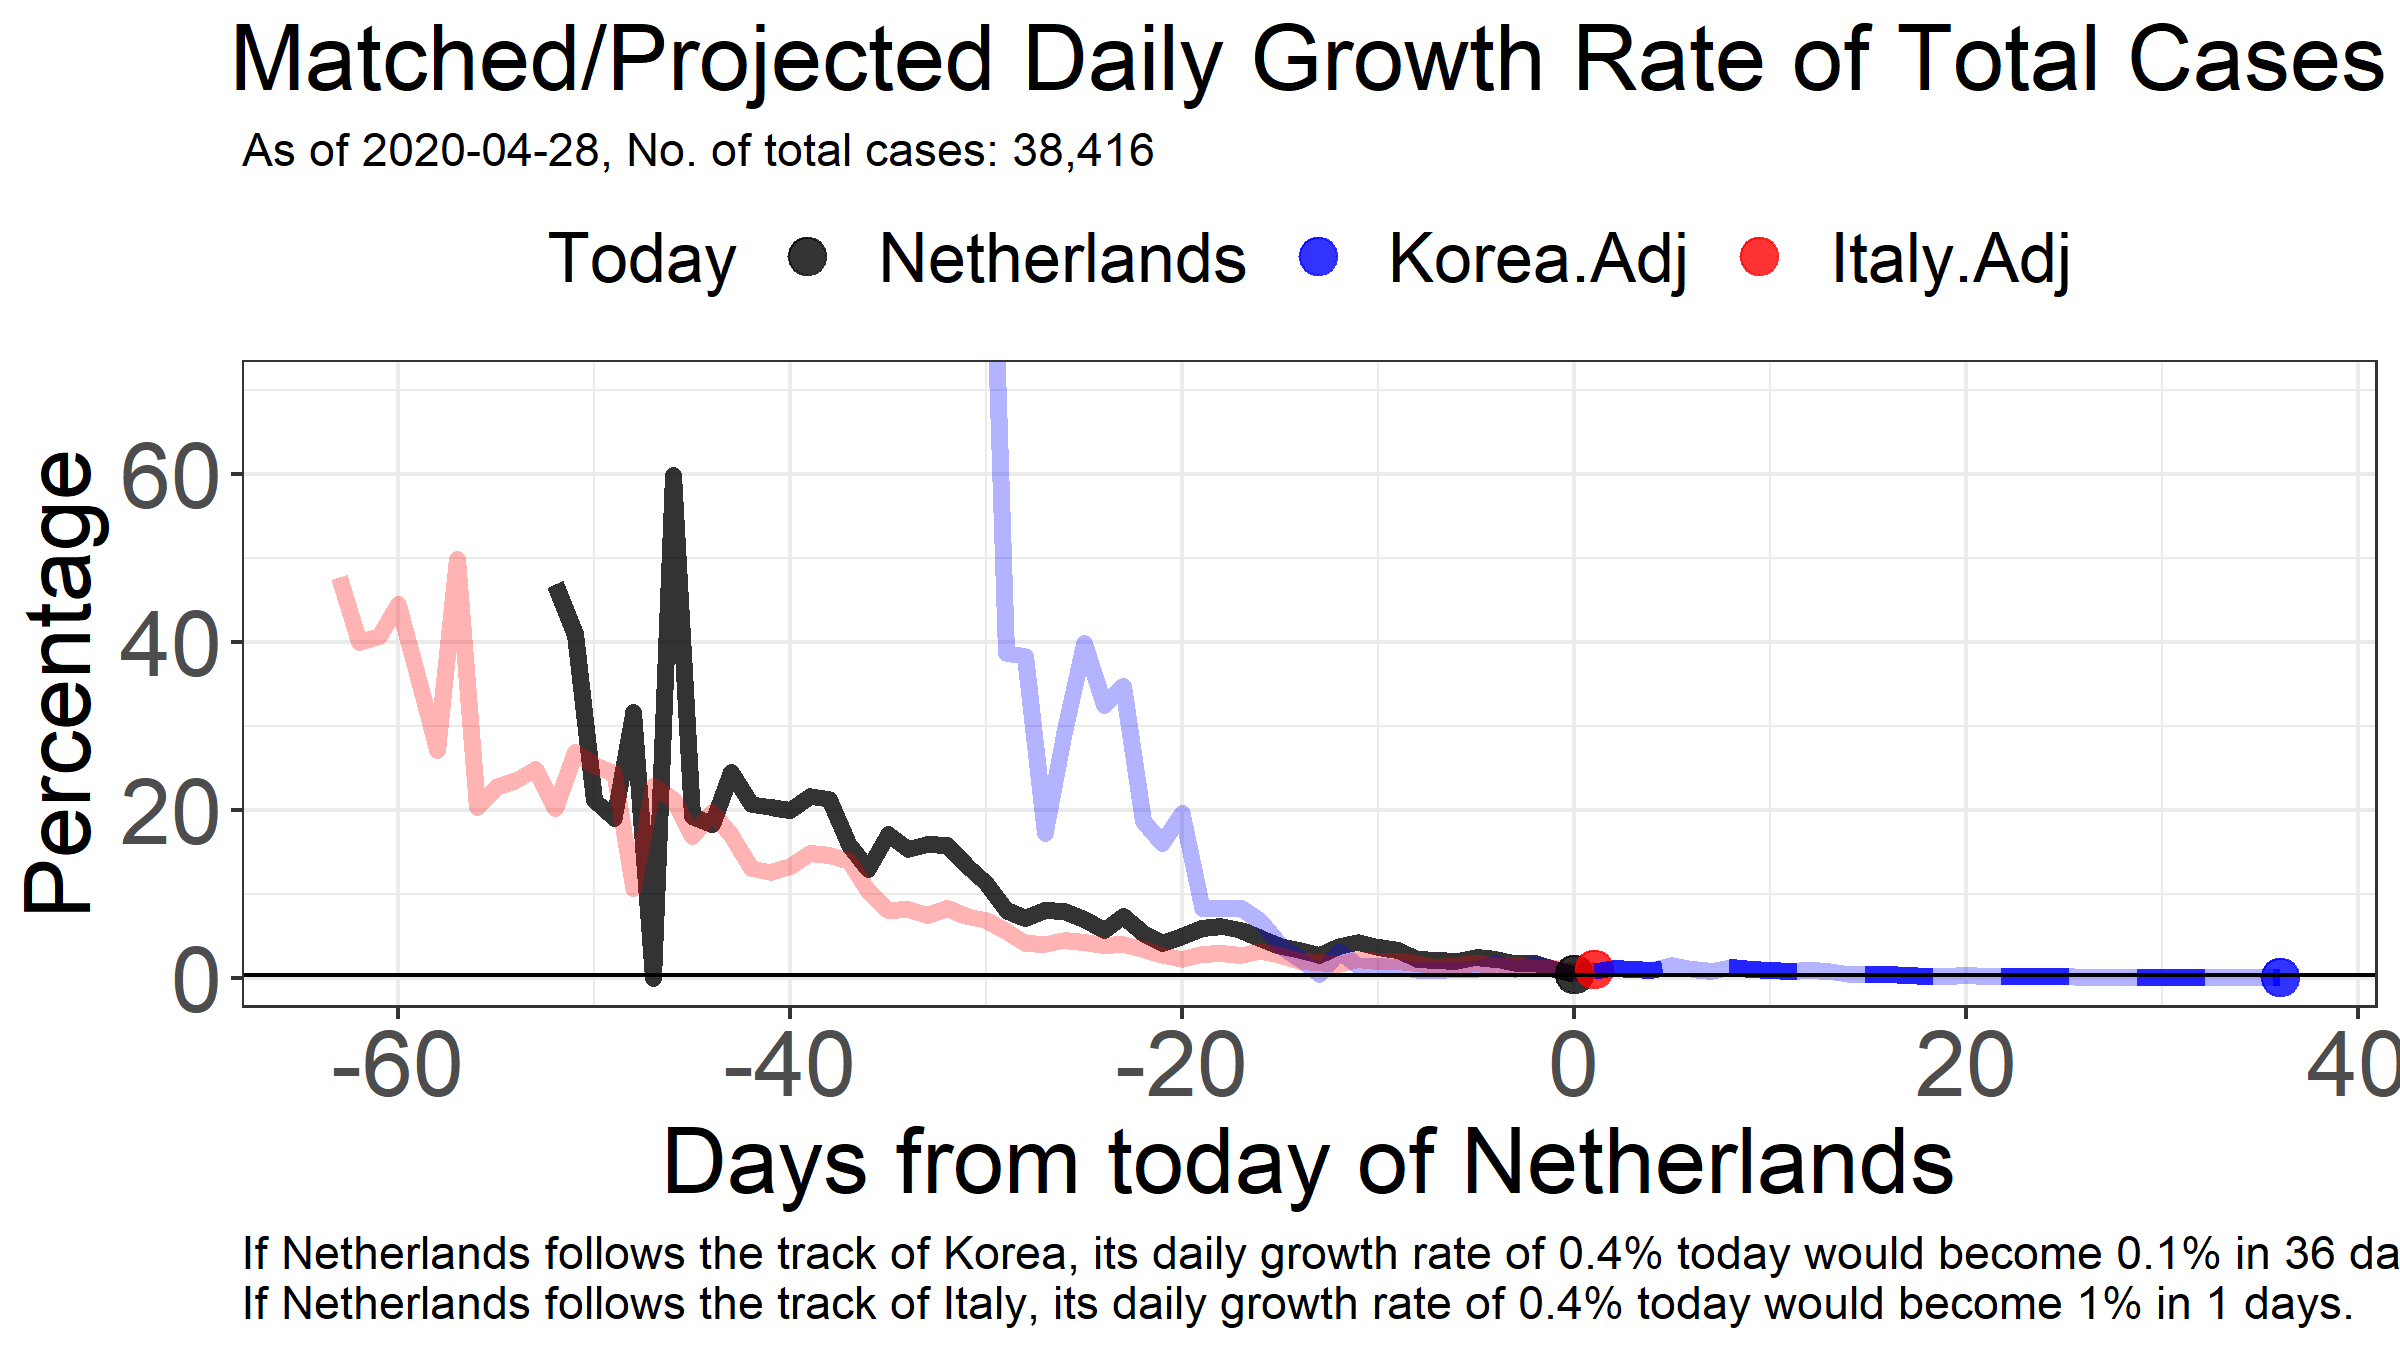 Matched/Projected Daily Growth Rate of Total Cases
As of 2020-04-28, No. of total cases: 38,416
Today Netherlands Korea.Adj Italy.Adj
Percentage
60
40
20
0
-60 -40 -20 0 20 40
Days from today of Netherlands
If Netherlands follows the track of Korea, its daily growth rate of 0.4% today would become 0.1% in 36 da
If Netherlands follows the track of Italy, its daily growth rate of 0.4% today would become 1% in 1 days.